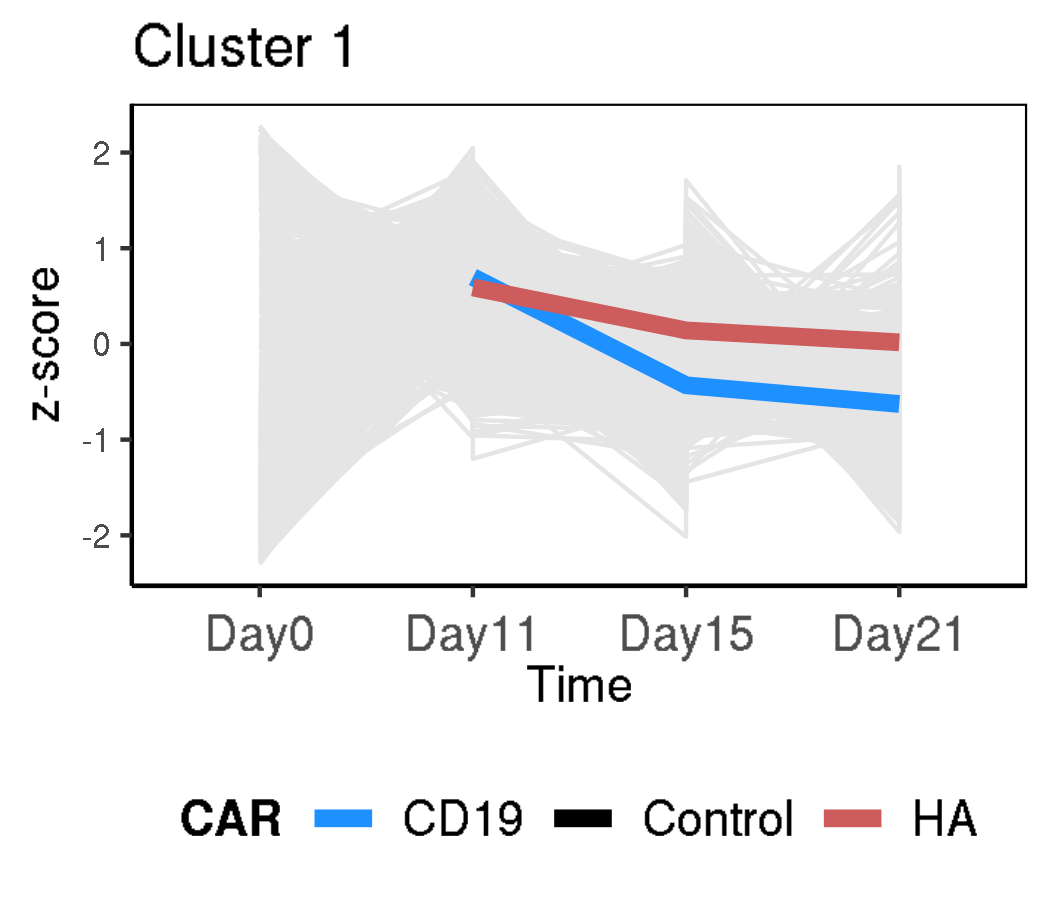 Cluster 1
z-score
2
1
0
-1
-2
Day0 Day11 Day15 Day21
Time
CAR CD19 Control HA